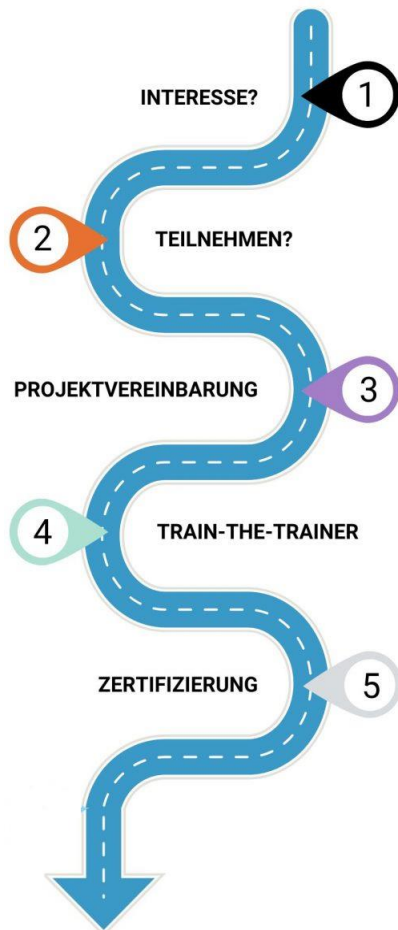 INTERESSE?
1
2
TEILNEHMEN?
PROJEKTVEREINBARUNG
3
4
TRAIN-THE-TRAINER
ZERTIFIZIERUNG
5